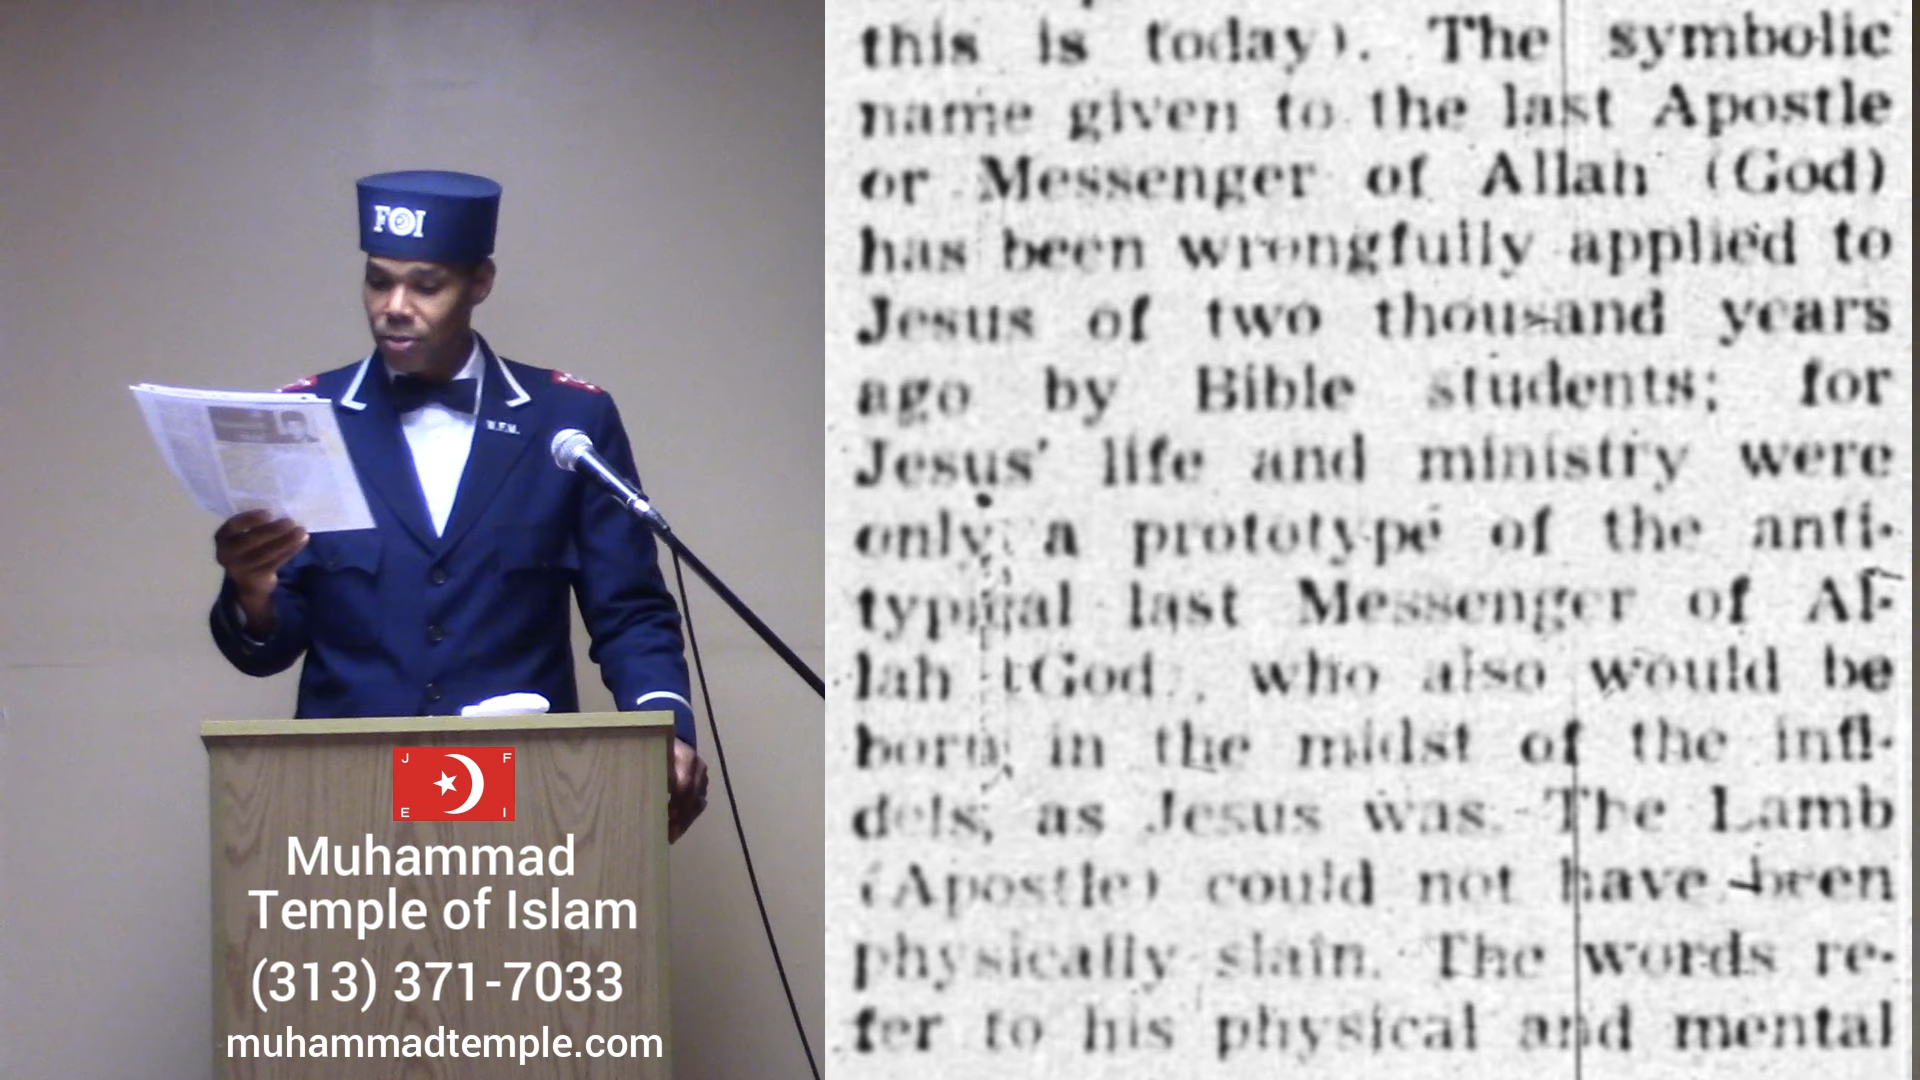 FOI
M.F.M.
J F
E I
Muhammad
Temple of Islam
(313) 371-7033
muhammadtemple.com
this is today). The symbolic
name given to the last Apostle
or Messenger of Allah (God)
has been wrongfully applied to
Jesus of two thousand years
ago by Bible students; for
Jesus' life and ministry were
only a prototype of the anti-
typical last Messenger of Al-
lah (God), who also would be
born in the midst of the infi-
dels, as Jesus was. The Lamb
(Apostle) could not have been
physically slain. The words re-
fer to his physical and mental